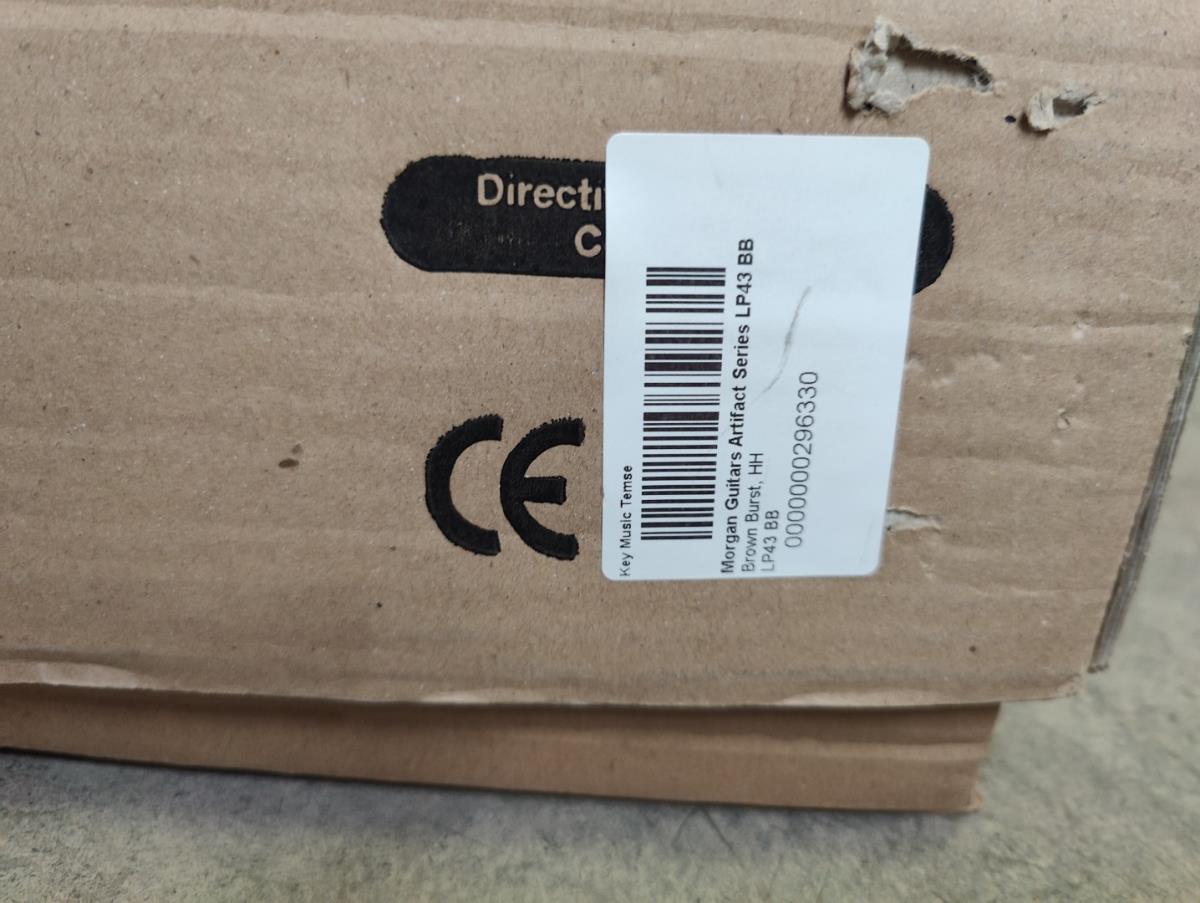 Directi
C
CE
Key Music Temse
Morgan Guitars Artifact Series LP43 BB
Brown Burst, HH
LP43 BB
0000000296330